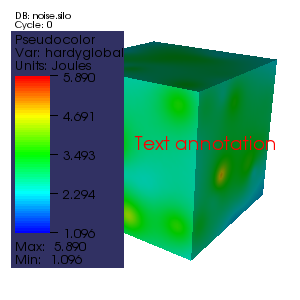 DB: noise.silo
Cycle: 0
Pseudocolor
Var: hardyglobal
Units: Joules
5.890
4.691
3.493
2.294
1.096
Max: 5.890
Min: 1.096
Text annotation